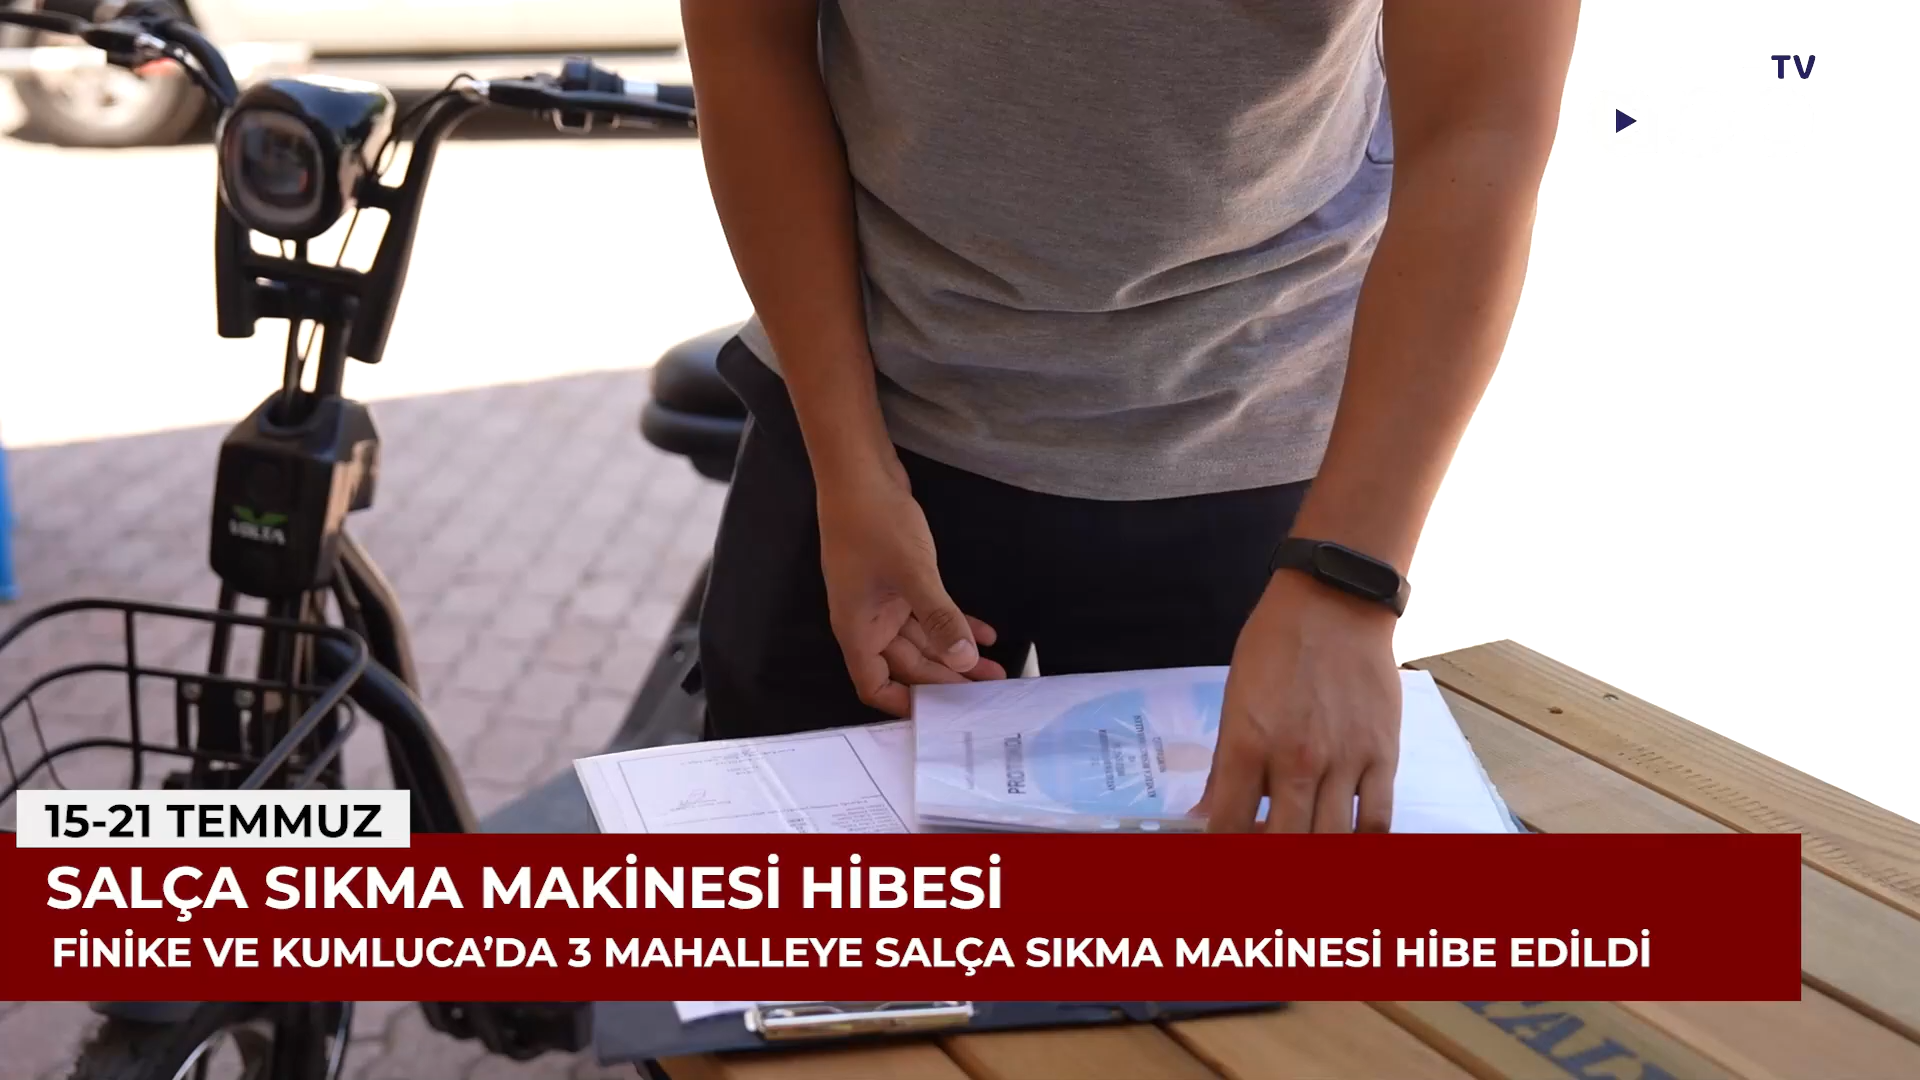 TV
VOLTA
PROTOKOL
15-21 TEMMUZ
SALÇA SIKMA MAKİNESİ HİBESİ
FİNİKE VE KUMLUCA’DA 3 MAHALLEYE SALÇA SIKMA MAKİNESİ HİBE EDİLDİ